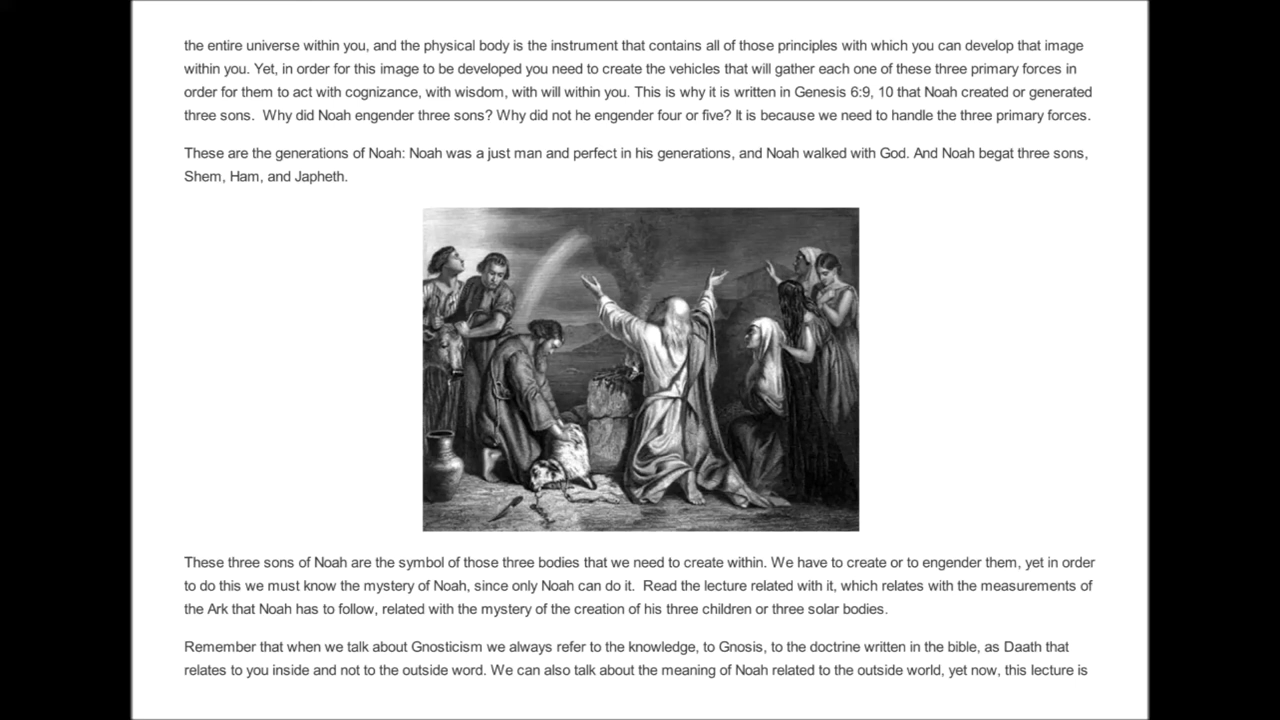 the entire universe within you, and the physical body is the instrument that contains all of those principles with which you can develop that image
within you. Yet, in order for this image to be developed you need to create the vehicles that will gather each one of these three primary forces in
order for them to act with cognizance, with wisdom, with will within you. This is why it is written in Genesis 6:9, 10 that Noah created or generated
three sons.  Why did Noah engender three sons? Why did not he engender four or five? It is because we need to handle the three primary forces.
These are the generations of Noah: Noah was a just man and perfect in his generations, and Noah walked with God. And Noah begat three sons,
Shem, Ham, and Japheth.
These three sons of Noah are the symbol of those three bodies that we need to create within. We have to create or to engender them, yet in order
to do this we must know the mystery of Noah, since only Noah can do it.  Read the lecture related with it, which relates with the measurements of
the Ark that Noah has to follow, related with the mystery of the creation of his three children or three solar bodies.
Remember that when we talk about Gnosticism we always refer to the knowledge, to Gnosis, to the doctrine written in the bible, as Daath that
relates to you inside and not to the outside word. We can also talk about the meaning of Noah related to the outside world, yet now, this lecture is